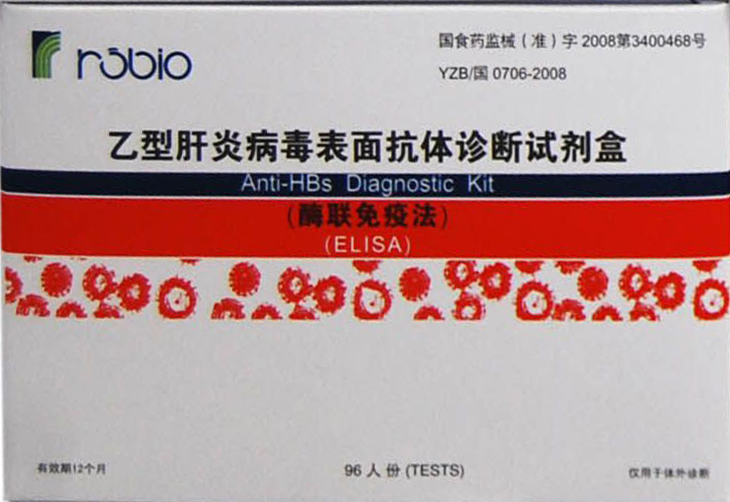 robio
国食药监械（准）字 2008第3400468号
YZB/国 0706-2008
乙型肝炎病毒表面抗体诊断试剂盒
Anti-HBs Diagnostic Kit
（酶联免疫法）
(ELISA)
有效期12个月
96 人 份 (TESTS)
仅用于体外诊断